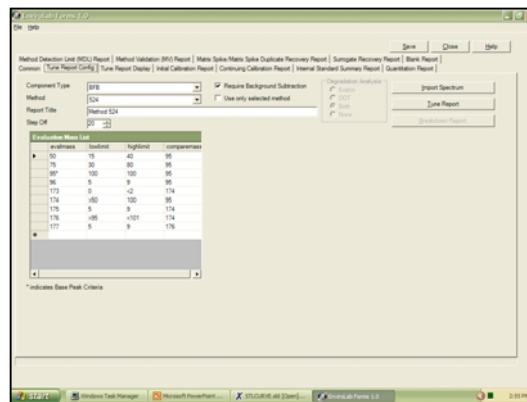 EnviroLab Forms 1.0
File Help
Save Close Help
Method Detection Limit (MDL) Report Method Validation (MV) Report Matrix Spike/Matrix Spike Duplicate Recovery Report Surrogate Recovery Report Blank Report
Common Tune Report Config Tune Report Display Initial Calibration Report Continuing Calibration Report Internal Standard Summary Report Quantitation Report
Component Type BFB Require Background Subtraction Degradation Analysis Import Spectrum
Method 524 Use only selected method Endrin
DDT
Both
None
Tune Report
Report Title Method 524 Breakdown Report
Step Off 20
Evaluation Mass List
evalmass lowlimit highlimit comparemass
50 15 40 95
75 30 80 95
95* 100 100 95
96 5 9 95
173 0 <2 174
174 >50 100 95
175 5 9 174
176 >95 <101 174
177 5 9 176
* indicates Base Peak Criteria
start Windows Task Manager Microsoft PowerPoint ... STLCURVE.xld [Open]... EnviroLab Forms 1.0 2:55 PM